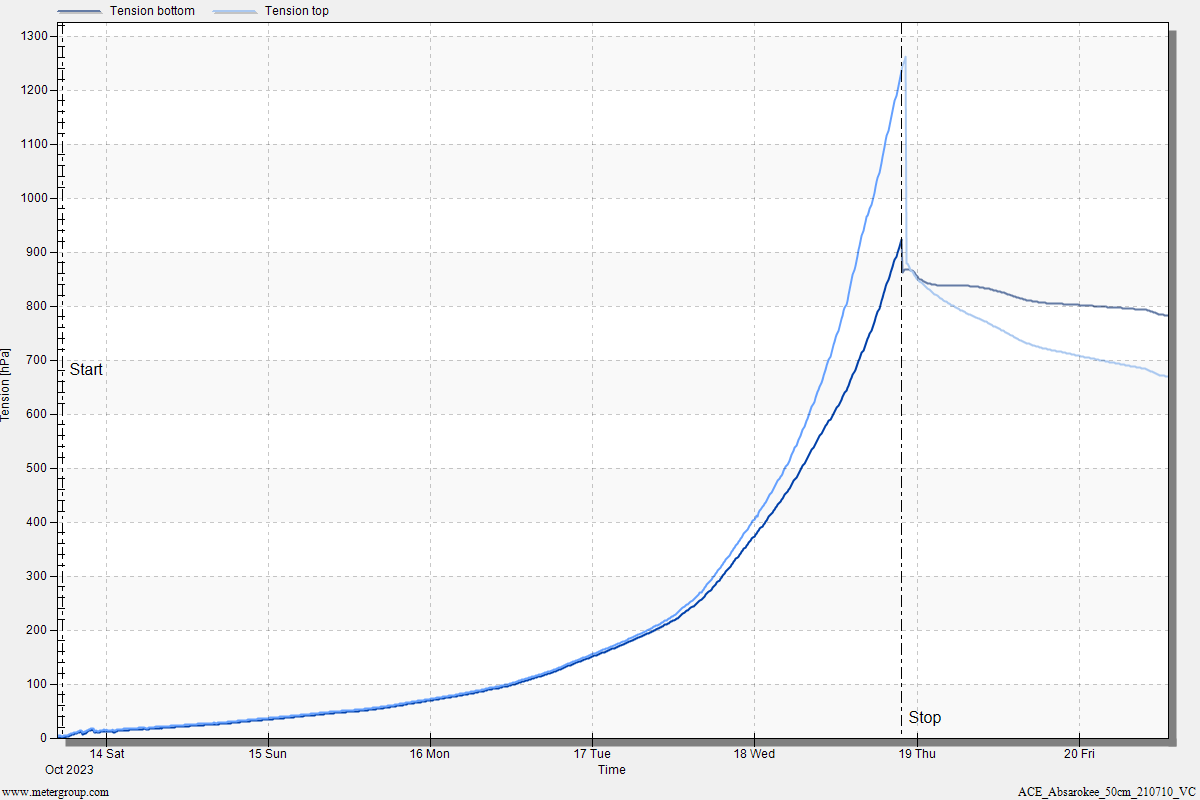 Tension bottom Tension top
1300
1200
1100
1000
900
800
700
600
500
400
300
200
100
0
Tension [hPa]
Start
Stop
14 Sat 15 Sun 16 Mon 17 Tue 18 Wed 19 Thu 20 Fri
Oct 2023 Time
www.metergroup.com ACE_Absarokee_50cm_210710_VC